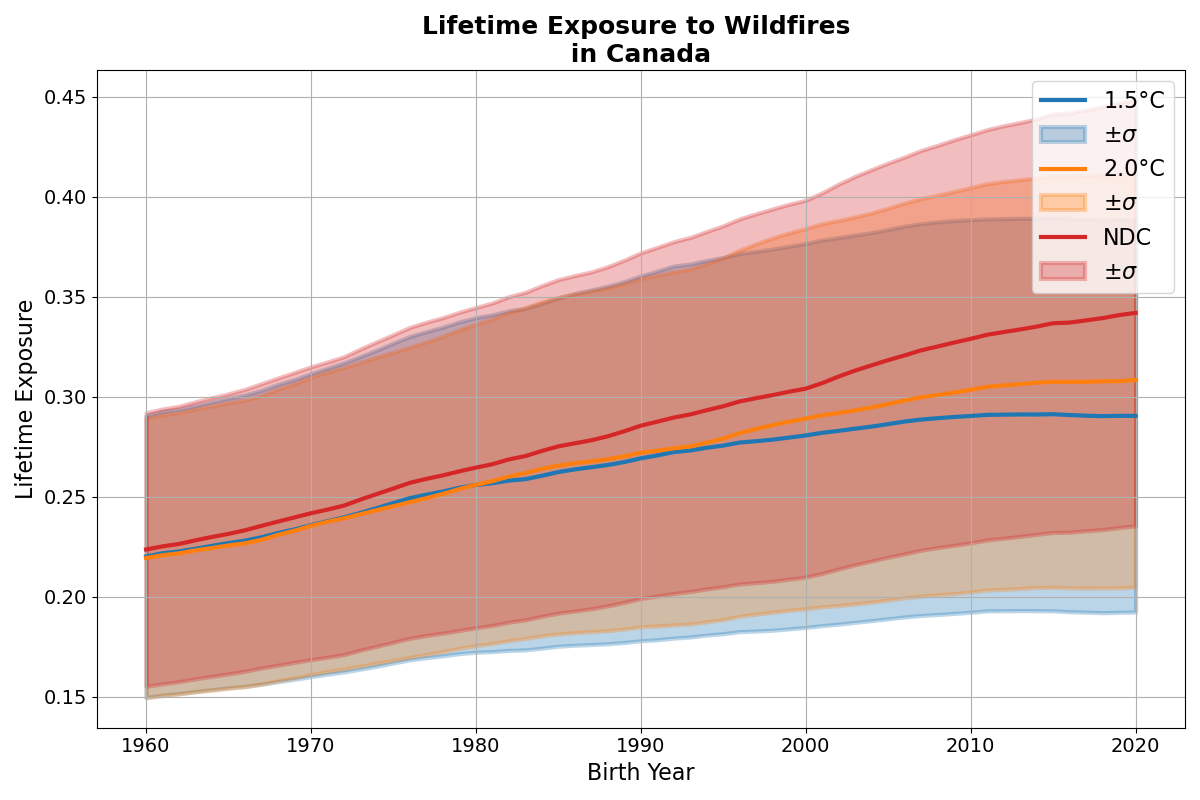 Lifetime Exposure to Wildfires
in Canada
Lifetime Exposure
0.45
0.40
0.35
0.30
0.25
0.20
0.15
1960
1970
1980
1990
2000
2010
2020
Birth Year
1.5°C
±σ
2.0°C
±σ
NDC
±σ